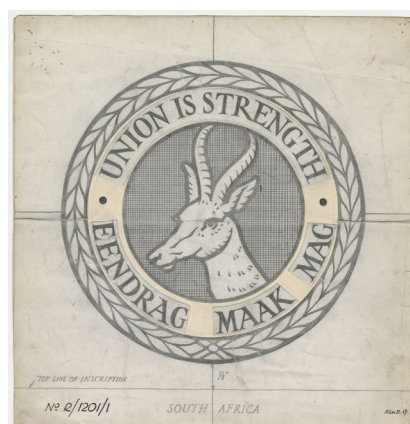 UNION IS STRENGTH
EENDRAG MAAK MAG
TOP LINE OF INSCRIPTION
Nº R/1201/1
SOUTH AFRICA